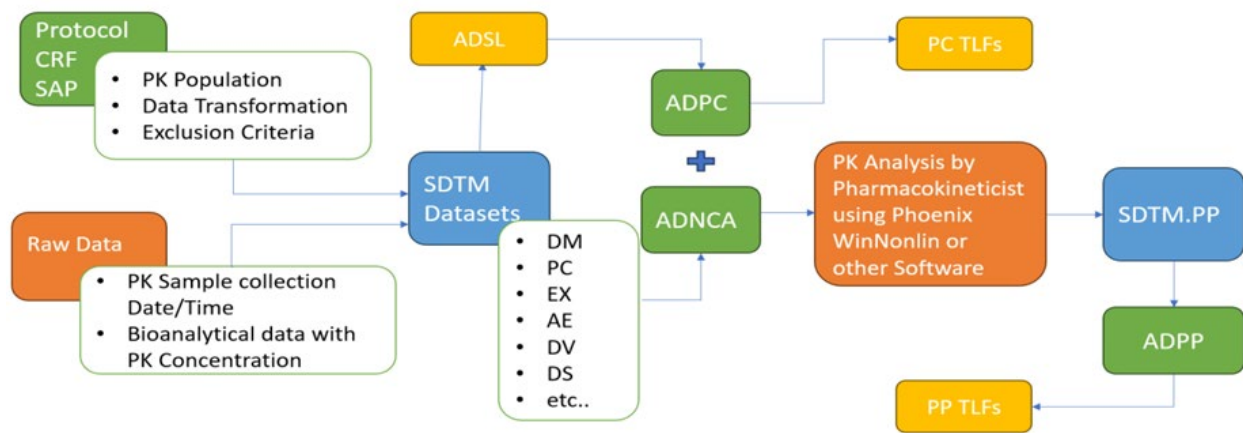 Protocol
CRF
SAP
• PK Population
• Data Transformation
• Exclusion Criteria
Raw Data
• PK Sample collection
Date/Time
• Bioanalytical data with
PK Concentration
SDTM
Datasets
• DM
• PC
• EX
• AE
• DV
• DS
• etc..
ADSL
ADPC
ADNCA
PC TLFs
PK Analysis by
Pharmacokineticist
using Phoenix
WinNonlin or
other Software
SDTM.PP
ADPP
PP TLFs